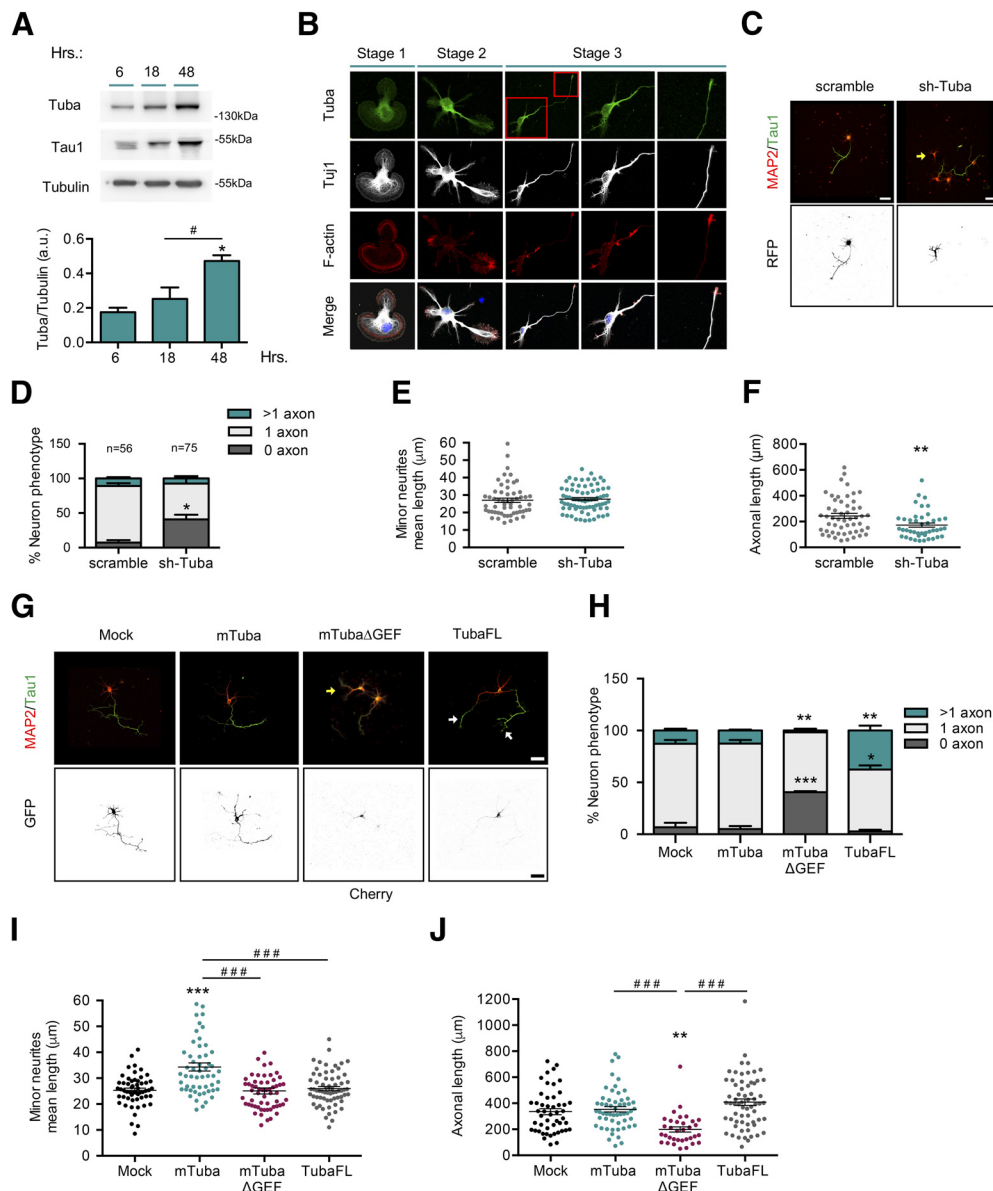 A
Hrs.:
6 18 48
Tuba
-130kDa
Tau1
-55kDa
Tubulin
-55kDa
#
*
Tuba/Tubulin (a.u.)
0.6
0.4
0.2
0.0
6 18 48 Hrs.
B
Stage 1 Stage 2 Stage 3
Tuba
Tuj1
F-actin
Merge
C
scramble sh-Tuba
MAP2/Tau1
RFP
D
>1 axon
1 axon
0 axon
% Neuron phenotype
n=56 n=75
150
100
50
0
*
scramble sh-Tuba
E
Minor neurites
mean length (µm)
60
50
40
30
20
10
0
scramble sh-Tuba
F
Axonal length (µm)
800
600
400
200
0
**
scramble sh-Tuba
G
Mock mTuba mTubaΔGEF TubaFL
MAP2/Tau1
GFP
Cherry
H
% Neuron phenotype
>1 axon
1 axon
0 axon
150
100
50
0
** **
*
***
Mock mTuba mTuba TubaFL
ΔGEF
I
Minor neurites
mean length (µm)
# # #
# # #
***
60
50
40
30
20
10
0
Mock mTuba mTuba TubaFL
ΔGEF
J
Axonal length (µm)
# # # # # #
**
1200
1000
800
600
400
200
0
Mock mTuba mTuba TubaFL
ΔGEF